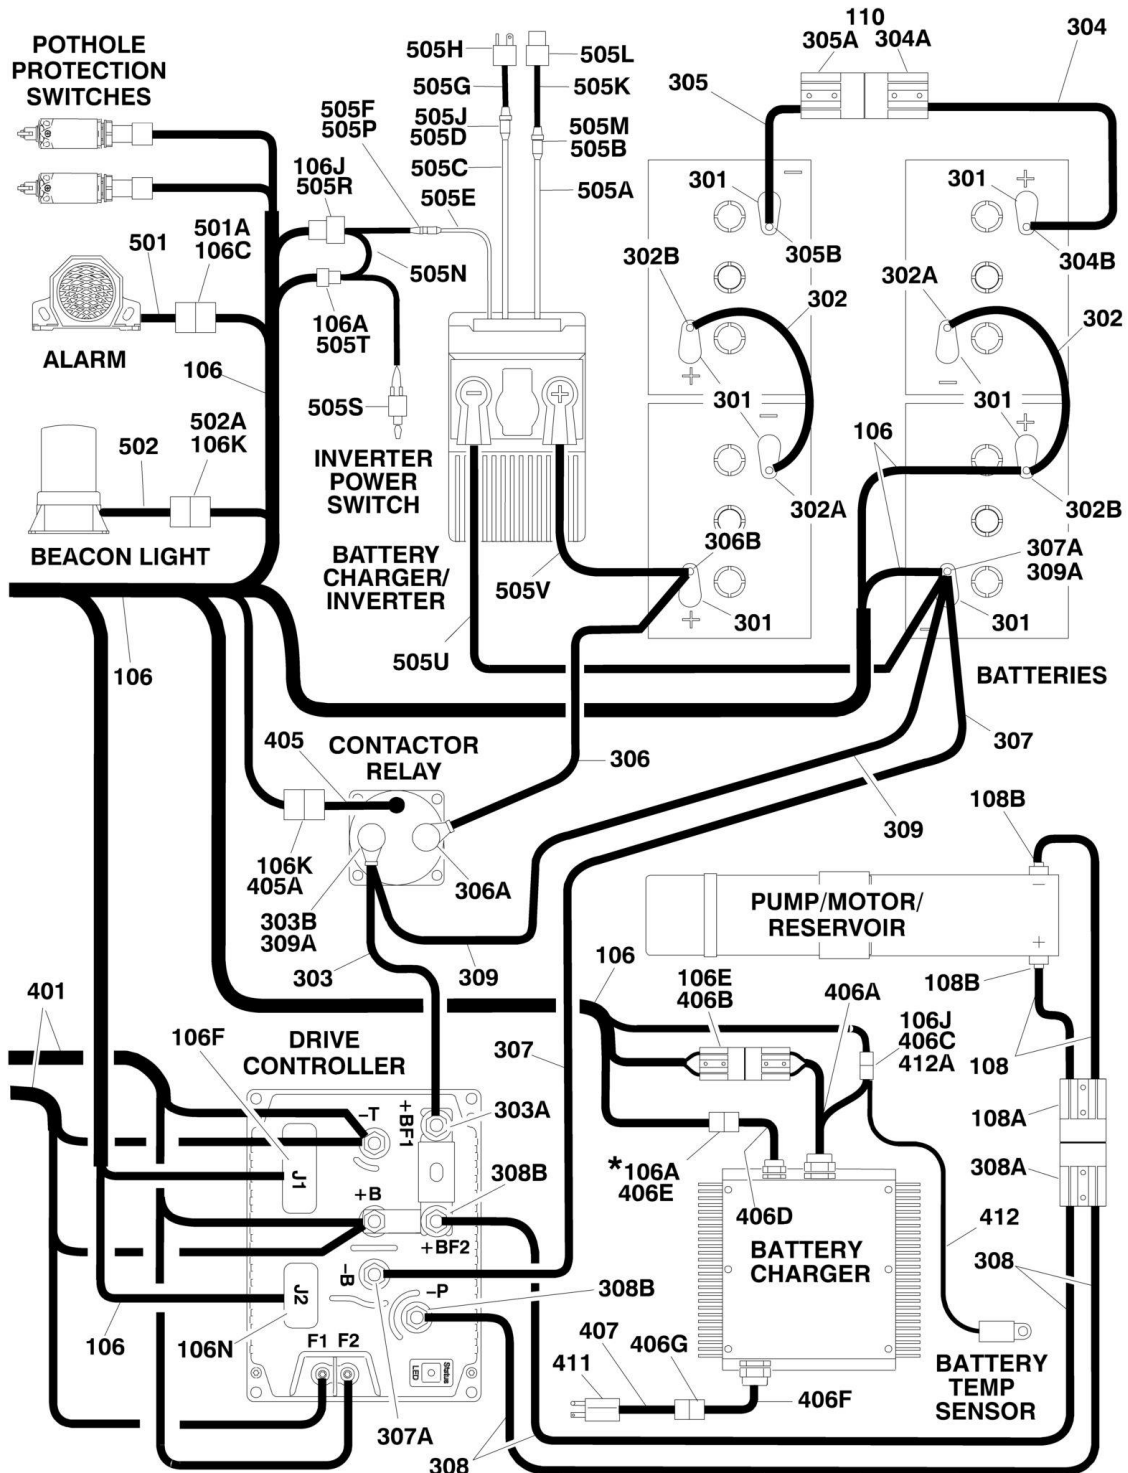 POTHOLE
PROTECTION
SWITCHES
505H
505L
505G
505K
505J
505D
505M
505B
505C
505A
505F
505P
505E
106J
505R
505N
106A
505T
505S
INVERTER
POWER
SWITCH
110
305A
304A
304
305
301
305B
301
304B
302B
302
302A
302
301
301
302A
302B
106
306B
307A
309A
301
301
BATTERIES
501
501A
106C
ALARM
106
502
502A
106K
BEACON LIGHT
BATTERY
CHARGER/
INVERTER
505V
505U
106
405
CONTACTOR
RELAY
306
307
309
106K
405A
306A
303B
309A
303
309
108B
PUMP/MOTOR/
RESERVOIR
108B
108
106
106E
406B
406A
106J
406C
412A
401
106F
DRIVE
CONTROLLER
307
303A
–T
+BF1
J1
+B
308B
+BF2
–B
J2
–P
308B
F1 F2
Status
LED
106
106N
307A
308
*106A
406E
406D
BATTERY
CHARGER
407
411
406G
406F
108A
308A
412
308
BATTERY
TEMP
SENSOR